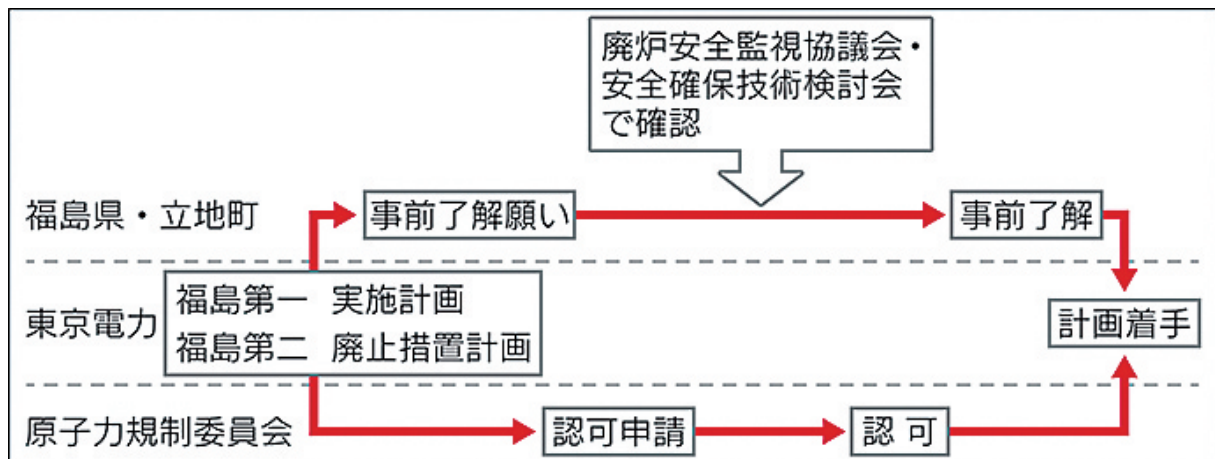 廃炉安全監視協議会・
安全確保技術検討会
で確認
福島県・立地町
事前了解願い
事前了解
東京電力
福島第一 実施計画
福島第二 廃止措置計画
計画着手
原子力規制委員会
認可申請
認 可